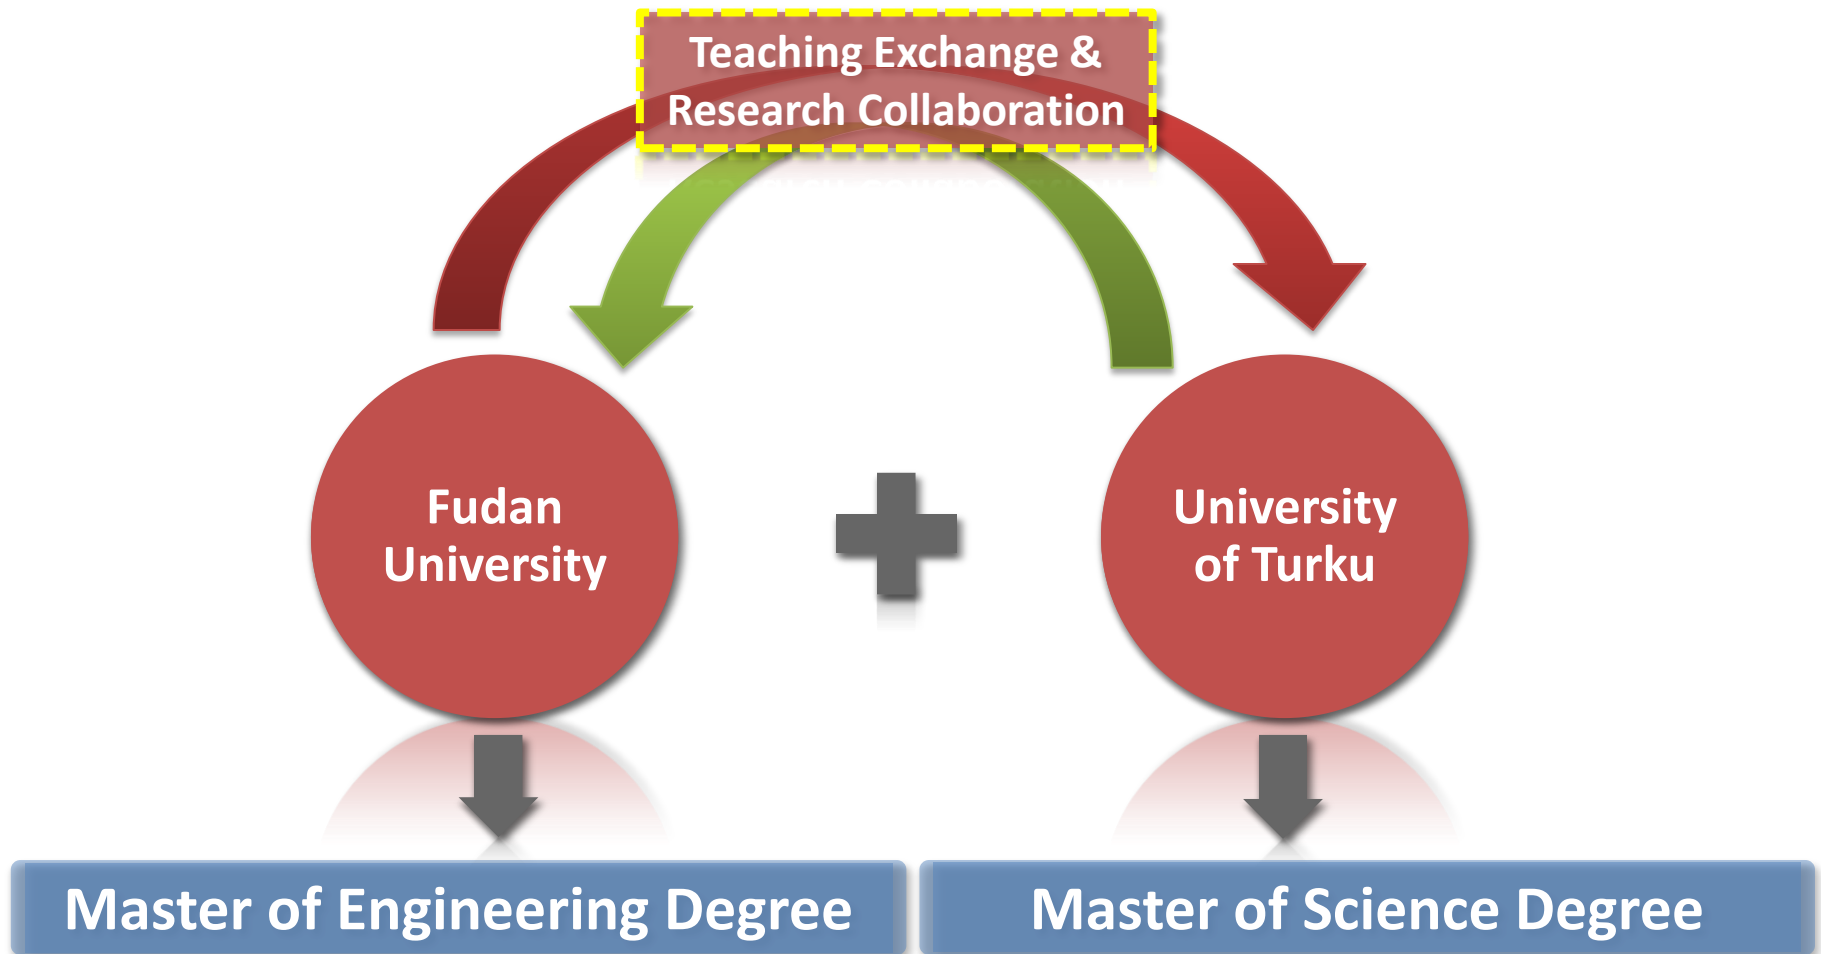 Teaching Exchange &
Research Collaboration
Fudan
University
University
of Turku
Master of Engineering Degree
Master of Science Degree